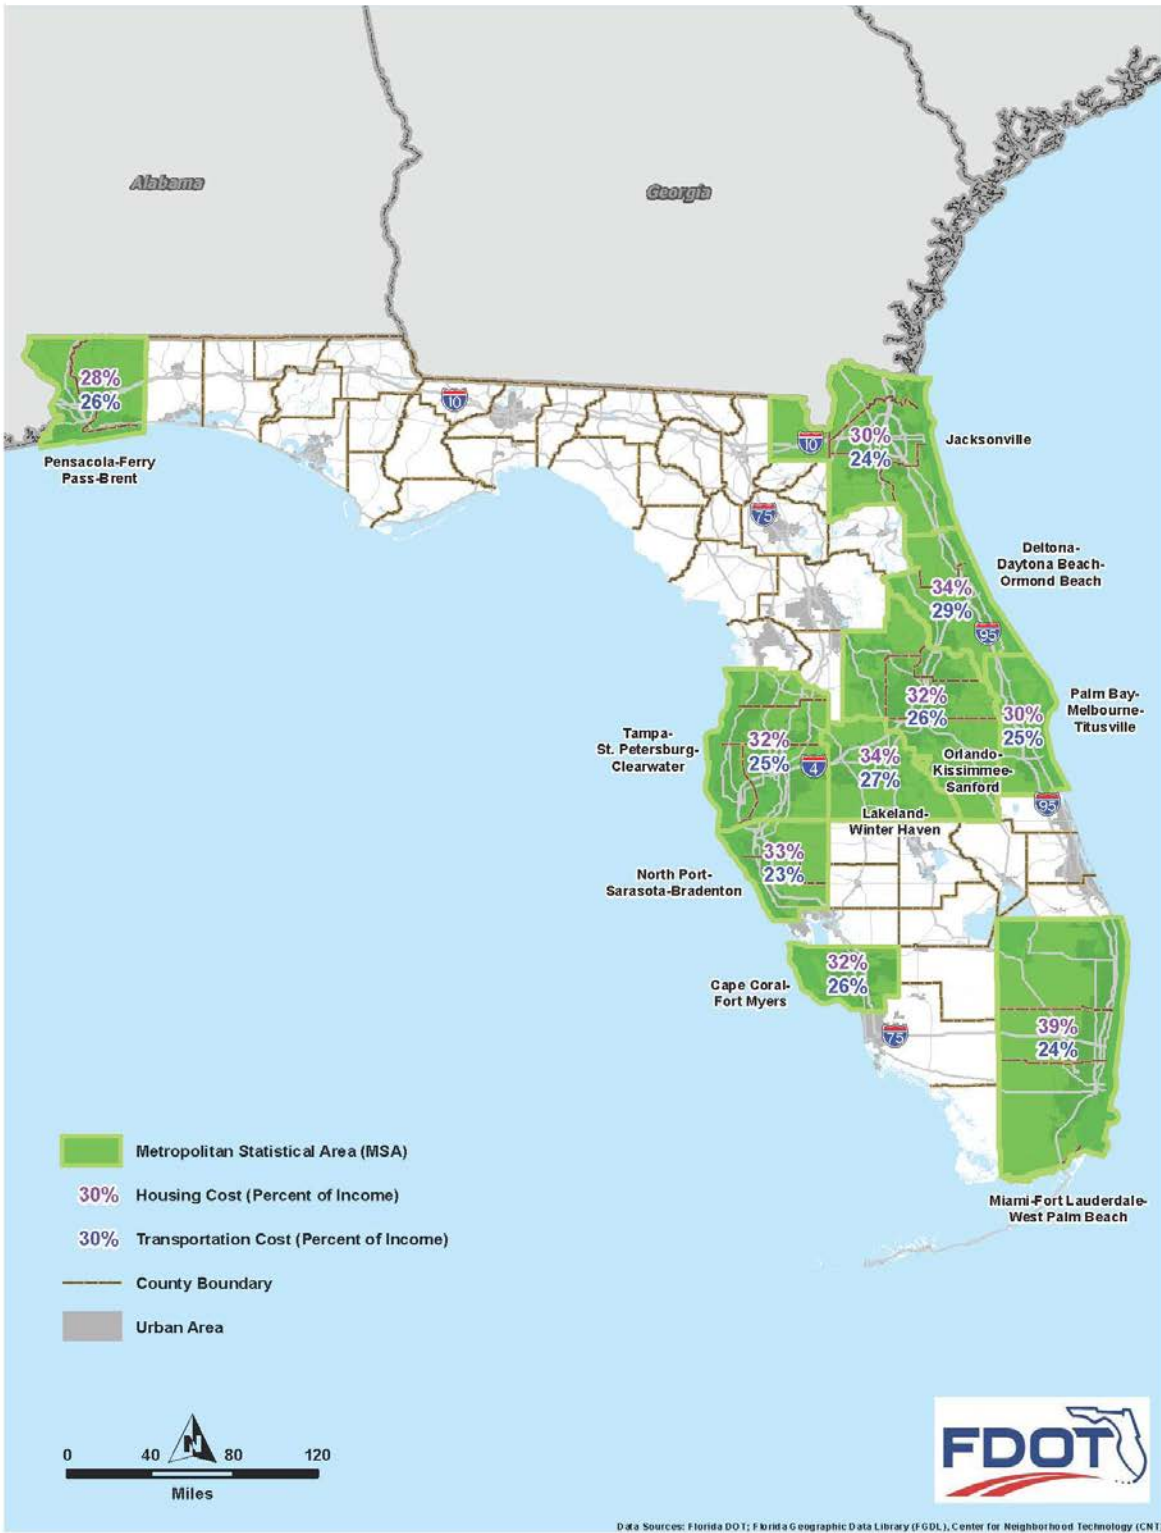 Alabama
Georgia
28%
26%
Pensacola-Ferry
Pass-Brent
10
10
30%
24%
Jacksonville
75
Deltona-
Daytona Beach-
Ormond Beach
34%
29%
95
32%
26%
Orlando-
Kissimmee-
Sanford
30%
25%
Palm Bay-
Melbourne-
Titusville
Tampa-
St. Petersburg-
Clearwater
32%
25%
4
34%
27%
Lakeland-
Winter Haven
95
33%
23%
North Port-
Sarasota-Bradenton
32%
26%
Cape Coral-
Fort Myers
75
39%
24%
Miami-Fort Lauderdale-
West Palm Beach
Metropolitan Statistical Area (MSA)
30% Housing Cost (Percent of Income)
30% Transportation Cost (Percent of Income)
County Boundary
Urban Area
N
0 40 80 120
Miles
FDOT
Data Sources: Florida DOT; Florida Geographic Data Library (FGDL), Center for Neighborhood Technology (CNT